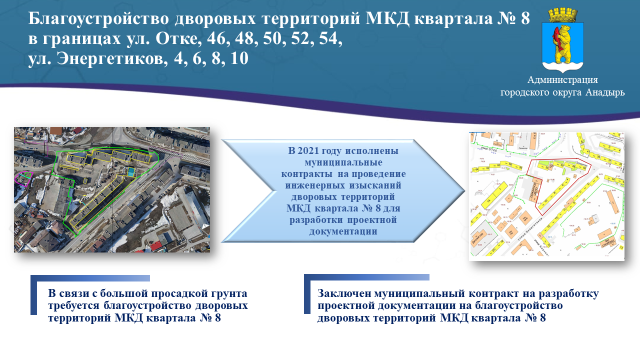 Благоустройство дворовых территорий МКД квартала № 8
в границах ул. Отке, 46, 48, 50, 52, 54,
ул. Энергетиков, 4, 6, 8, 10
Администрация
городского округа Анадырь
В 2021 году исполнены
муниципальные
контракты на проведение
инженерных изысканий
дворовых территорий
МКД квартала № 8 для
разработки проектной
документации
В связи с большой просадкой грунта
требуется благоустройство дворовых
территорий МКД квартала № 8
Заключен муниципальный контракт на разработку
проектной документации на благоустройство
дворовых территорий МКД квартала № 8